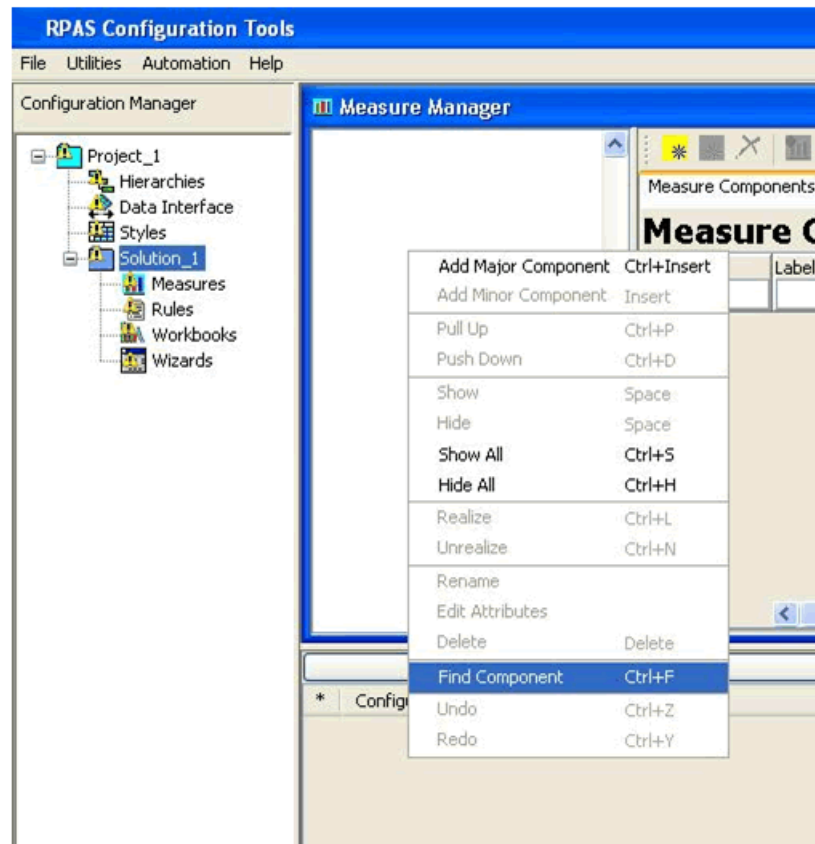 RPAS Configuration Tools
File Utilities Automation Help
Configuration Manager
Project_1
Hierarchies
Data Interface
Styles
Solution_1
Measures
Rules
Workbooks
Wizards
Measure Manager
Measure Components
Measure
Label
Add Major Component Ctrl+Insert
Add Minor Component Insert
Pull Up Ctrl+P
Push Down Ctrl+D
Show Space
Hide Space
Show All Ctrl+S
Hide All Ctrl+H
Realize Ctrl+L
Unrealize Ctrl+N
Rename
Edit Attributes
Delete Delete
Find Component Ctrl+F
Undo Ctrl+Z
Redo Ctrl+Y
*